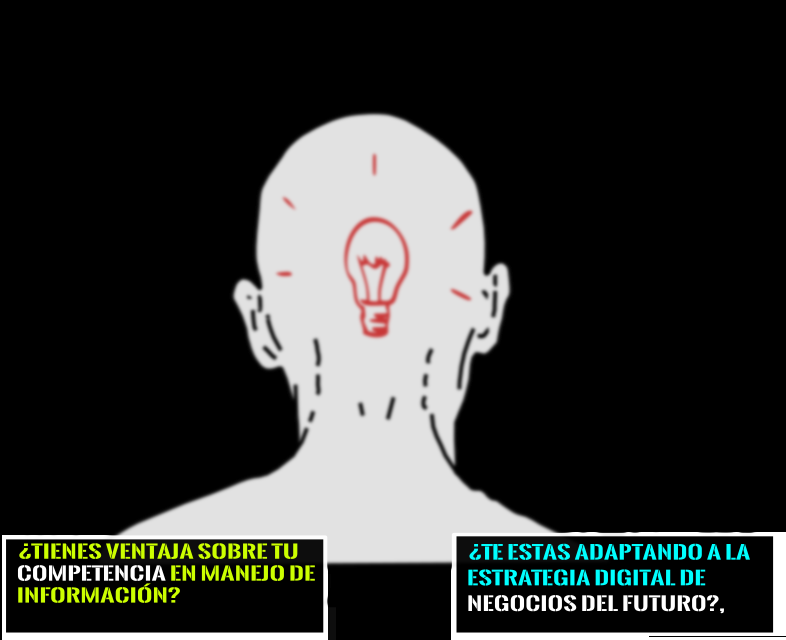 ¿TIENES VENTAJA SOBRE TU
COMPETENCIA EN MANEJO DE
INFORMACIÓN?
¿TE ESTAS ADAPTANDO A LA
ESTRATEGIA DIGITAL DE
NEGOCIOS DEL FUTURO?,